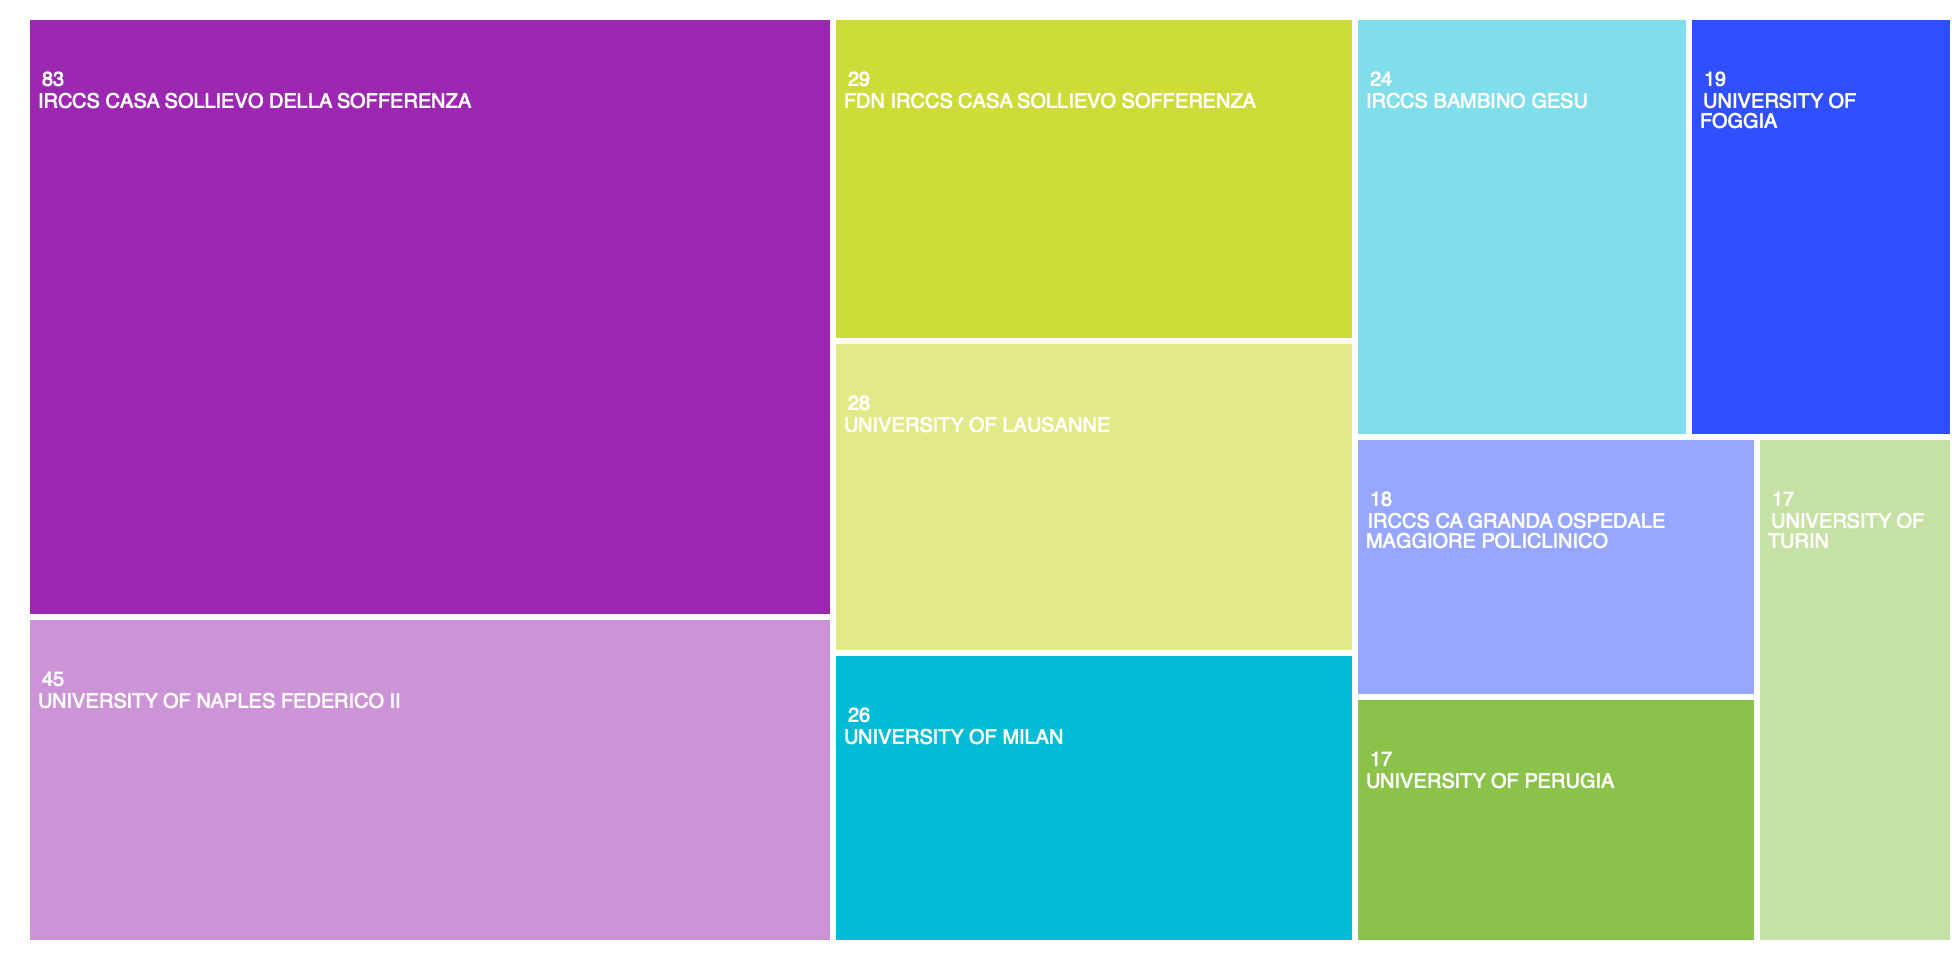 83
IRCCS CASA SOLLIEVO DELLA SOFFERENZA
45
UNIVERSITY OF NAPLES FEDERICO II
29
FDN IRCCS CASA SOLLIEVO SOFFERENZA
28
UNIVERSITY OF LAUSANNE
26
UNIVERSITY OF MILAN
24
IRCCS BAMBINO GESU
19
UNIVERSITY OF
FOGGIA
18
IRCCS CA GRANDA OSPEDALE
MAGGIORE POLICLINICO
17
UNIVERSITY OF PERUGIA
17
UNIVERSITY OF
TURIN